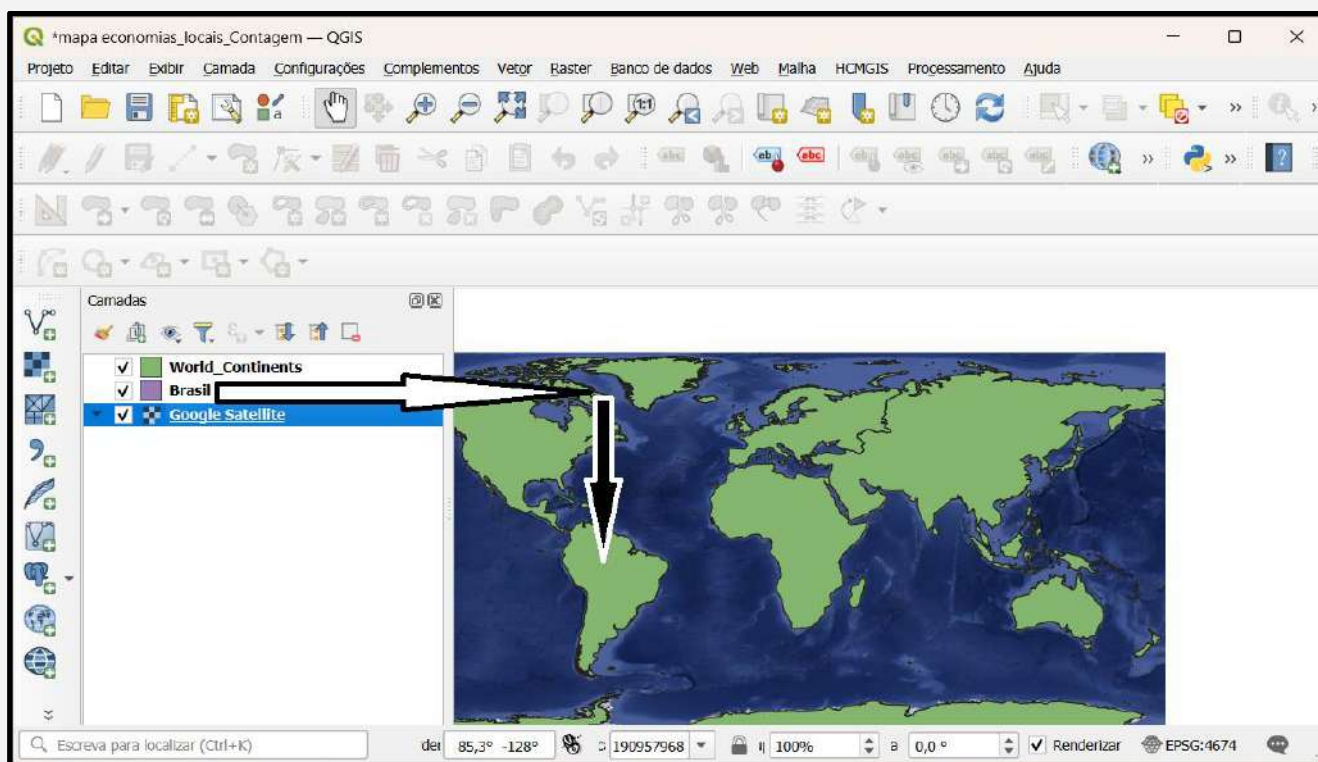 *mapa economias_locais_Contagem — QGIS
Projeto Editar Exibir Camada Configurações Complementos Vetor Raster Banco de dados Web Malha HCMGIS Processamento Ajuda
Camadas
World_Continents
Brasil
Google Satellite
Escreva para localizar (Ctrl+K) 85,3° -128° 190957968 100% 0,0 ° Renderizar EPSG:4674